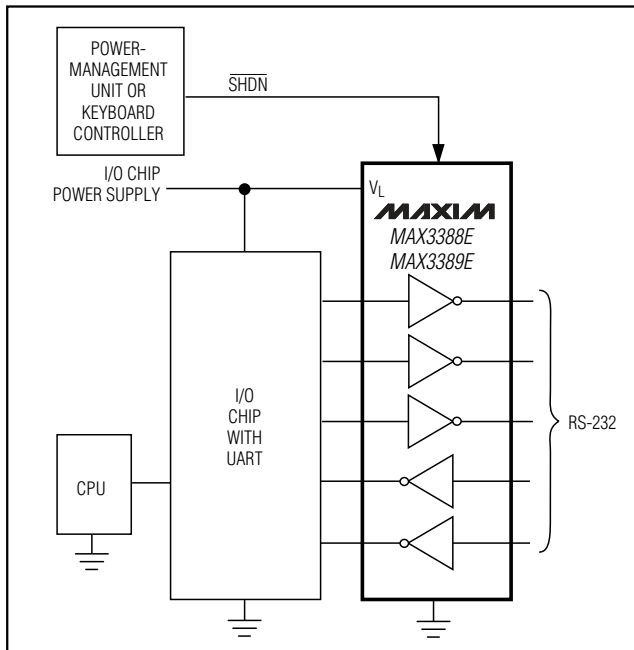 POWER-
MANAGEMENT
UNIT OR
KEYBOARD
CONTROLLER
SHDN
I/O CHIP
POWER SUPPLY
VL
MAXIM
MAX3388E
MAX3389E
I/O
CHIP
WITH
UART
CPU
RS-232